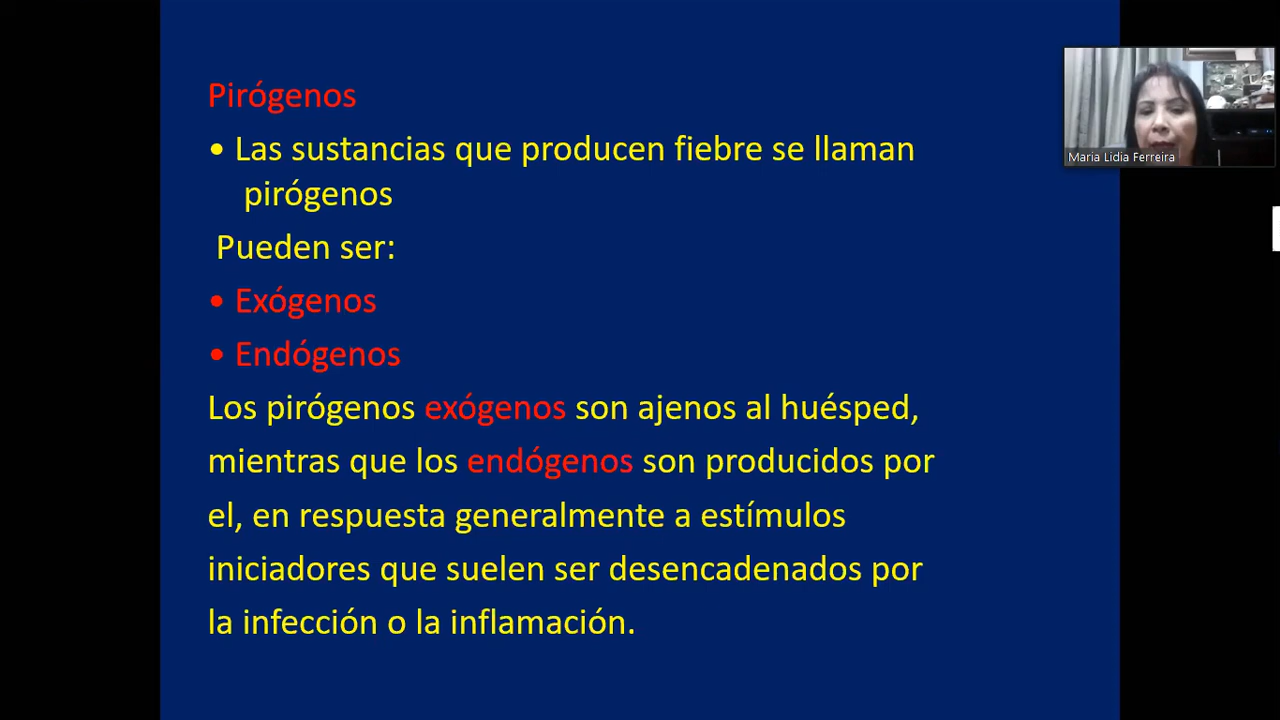 Pirógenos
• Las sustancias que producen fiebre se llaman
pirógenos
Pueden ser:
• Exógenos
• Endógenos
Los pirógenos exógenos son ajenos al huésped,
mientras que los endógenos son producidos por
el, en respuesta generalmente a estímulos
iniciadores que suelen ser desencadenados por
la infección o la inflamación.
Maria Lidia Ferreira